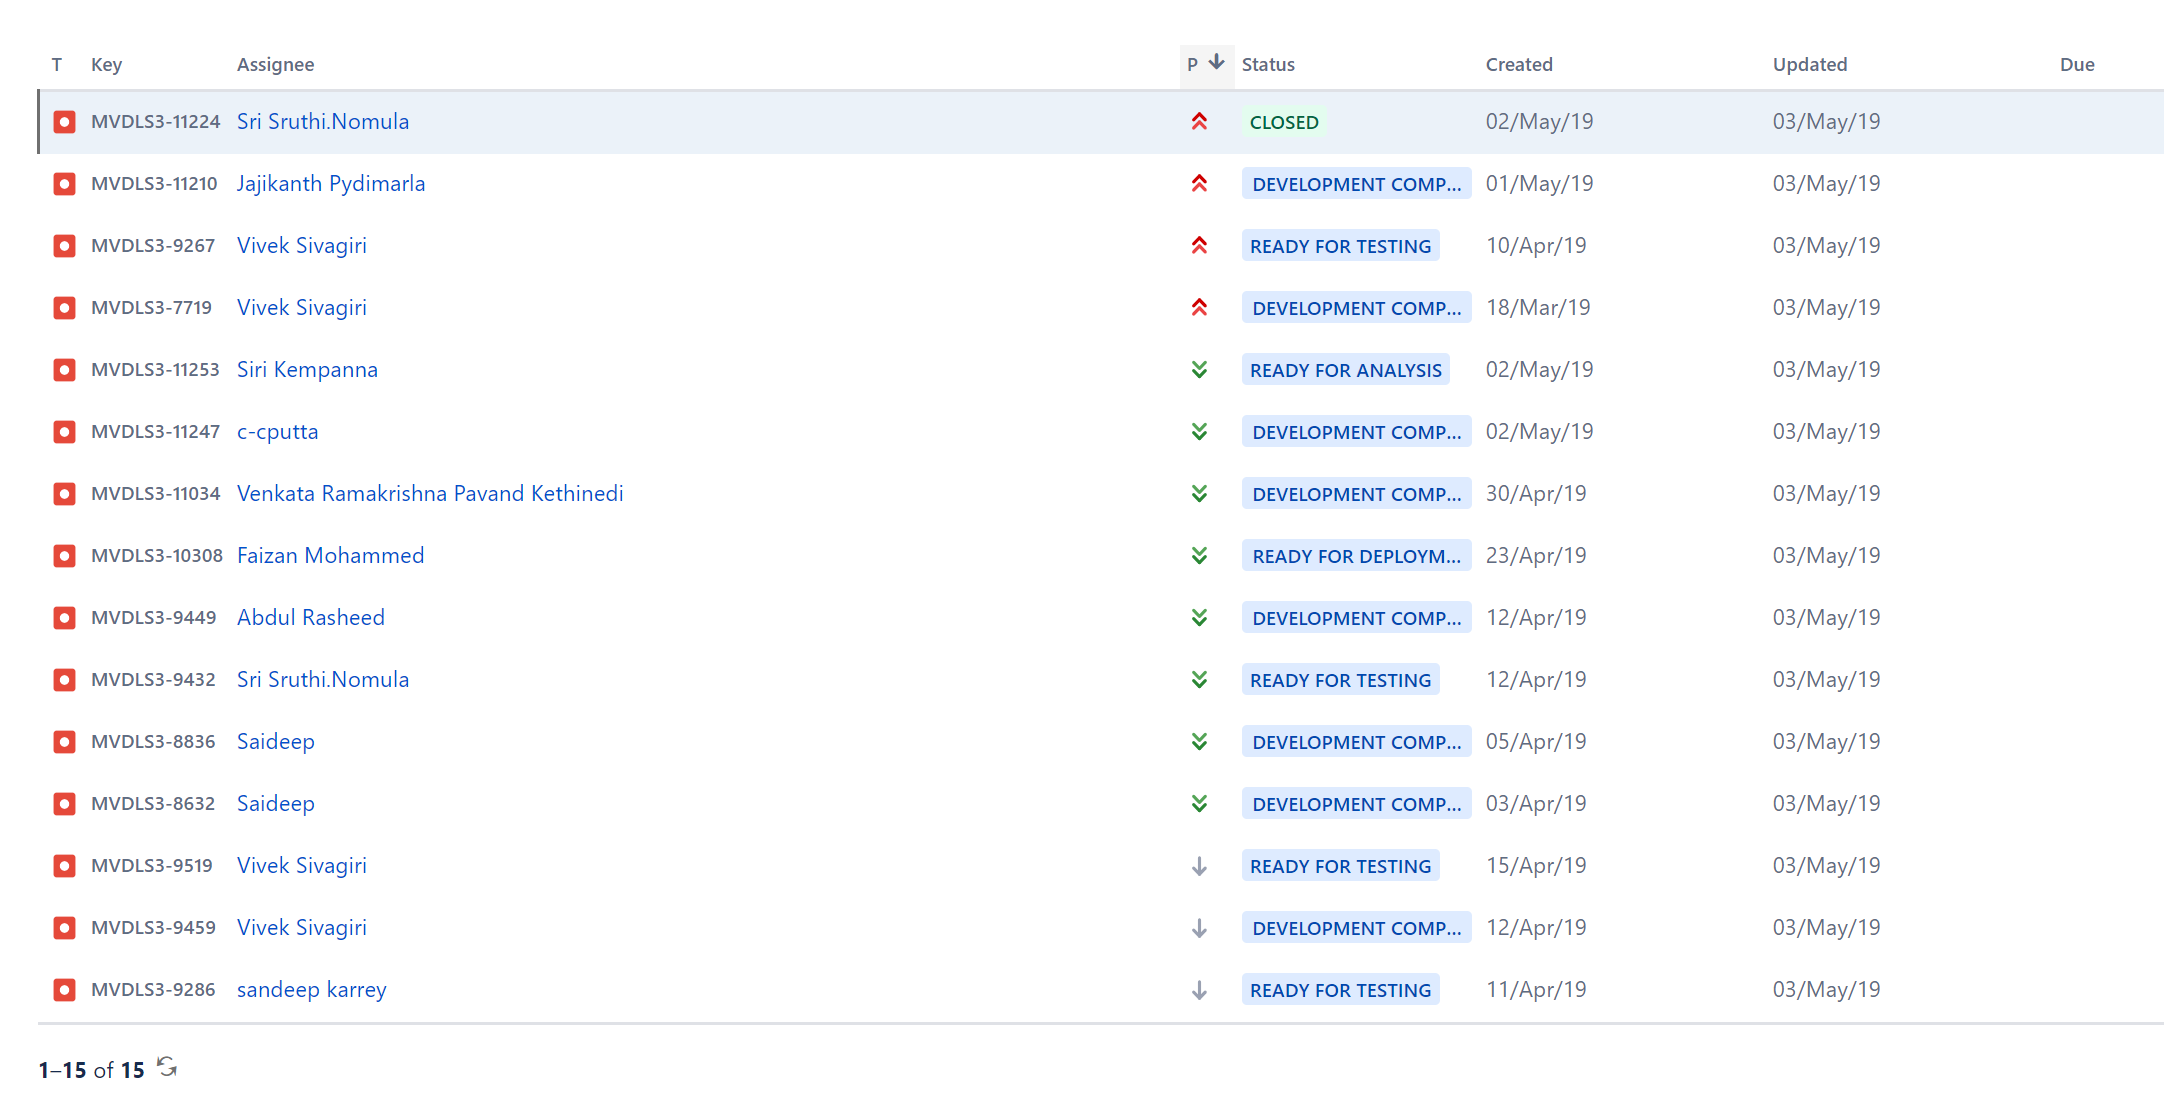 T Key Assignee P Status Created Updated Due
MVDLS3-11224 Sri Sruthi.Nomula CLOSED 02/May/19 03/May/19
MVDLS3-11210 Jajikanth Pydimarla DEVELOPMENT COMP... 01/May/19 03/May/19
MVDLS3-9267 Vivek Sivagiri READY FOR TESTING 10/Apr/19 03/May/19
MVDLS3-7719 Vivek Sivagiri DEVELOPMENT COMP... 18/Mar/19 03/May/19
MVDLS3-11253 Siri Kempanna READY FOR ANALYSIS 02/May/19 03/May/19
MVDLS3-11247 c-cputta DEVELOPMENT COMP... 02/May/19 03/May/19
MVDLS3-11034 Venkata Ramakrishna Pavand Kethinedi DEVELOPMENT COMP... 30/Apr/19 03/May/19
MVDLS3-10308 Faizan Mohammed READY FOR DEPLOYM... 23/Apr/19 03/May/19
MVDLS3-9449 Abdul Rasheed DEVELOPMENT COMP... 12/Apr/19 03/May/19
MVDLS3-9432 Sri Sruthi.Nomula READY FOR TESTING 12/Apr/19 03/May/19
MVDLS3-8836 Saideep DEVELOPMENT COMP... 05/Apr/19 03/May/19
MVDLS3-8632 Saideep DEVELOPMENT COMP... 03/Apr/19 03/May/19
MVDLS3-9519 Vivek Sivagiri READY FOR TESTING 15/Apr/19 03/May/19
MVDLS3-9459 Vivek Sivagiri DEVELOPMENT COMP... 12/Apr/19 03/May/19
MVDLS3-9286 sandeep karrey READY FOR TESTING 11/Apr/19 03/May/19
1–15 of 15